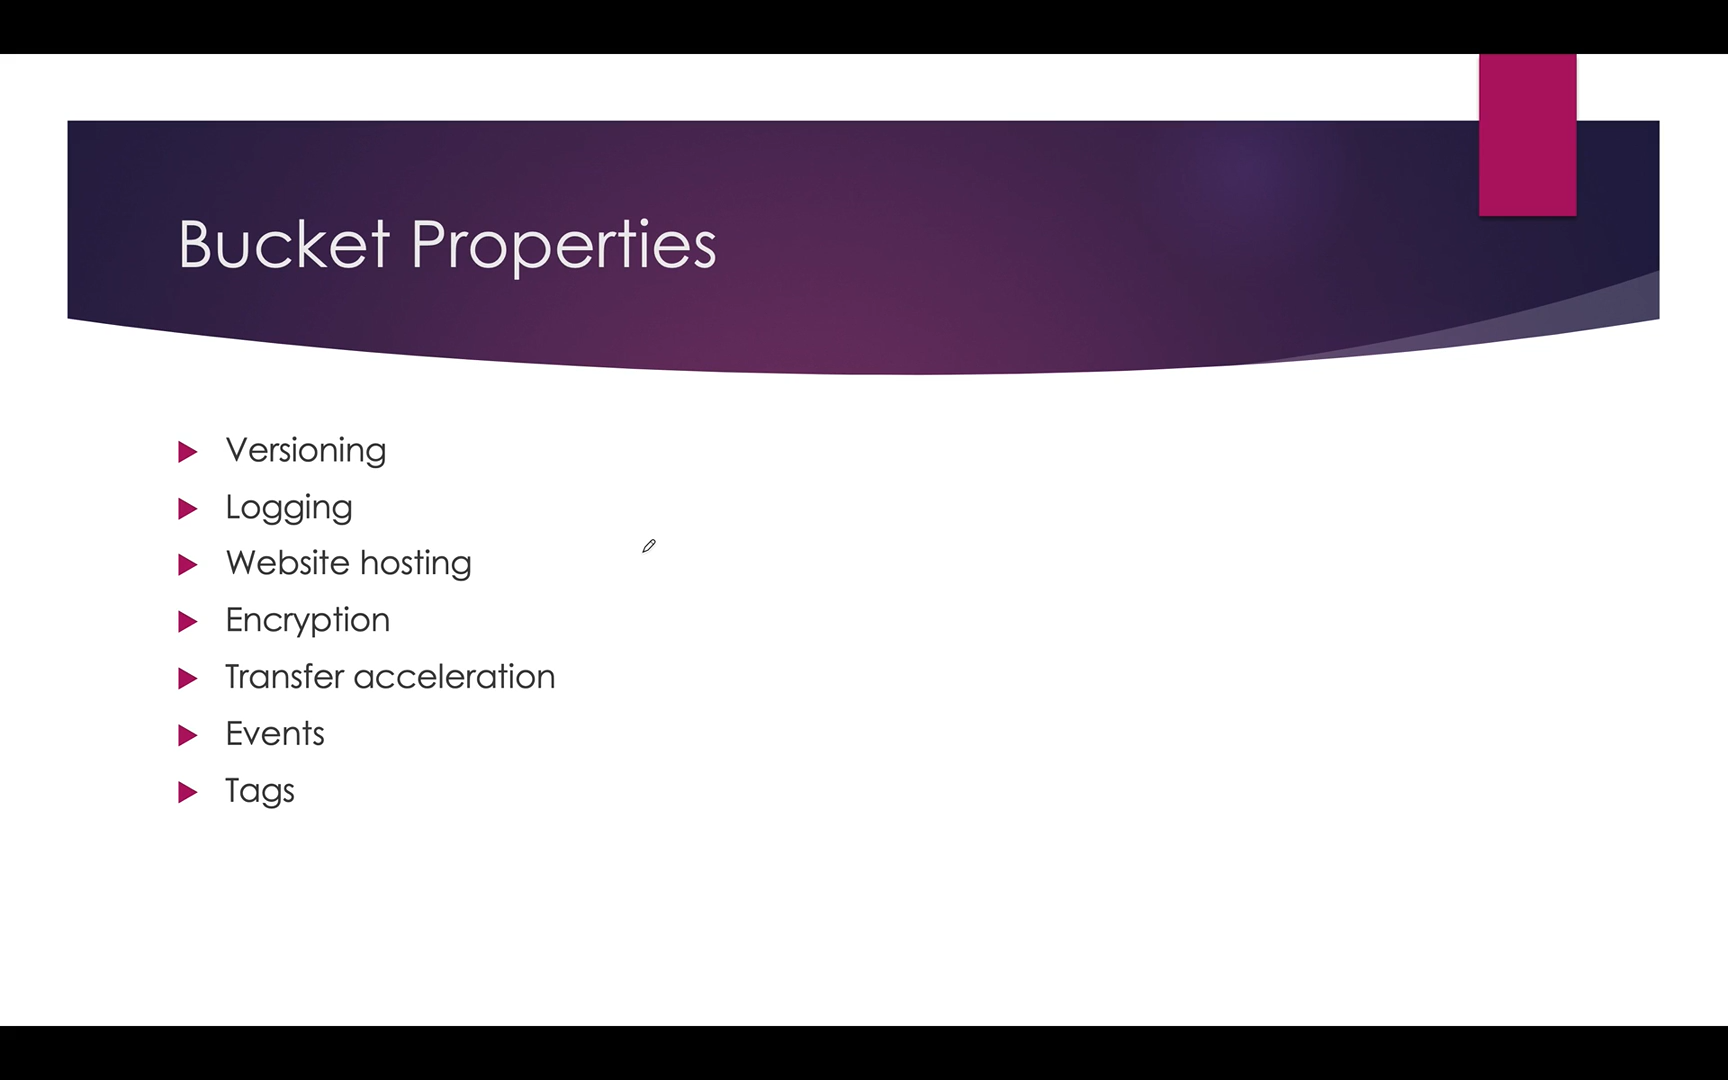 Bucket Properties
Versioning
Logging
Website hosting
Encryption
Transfer acceleration
Events
Tags